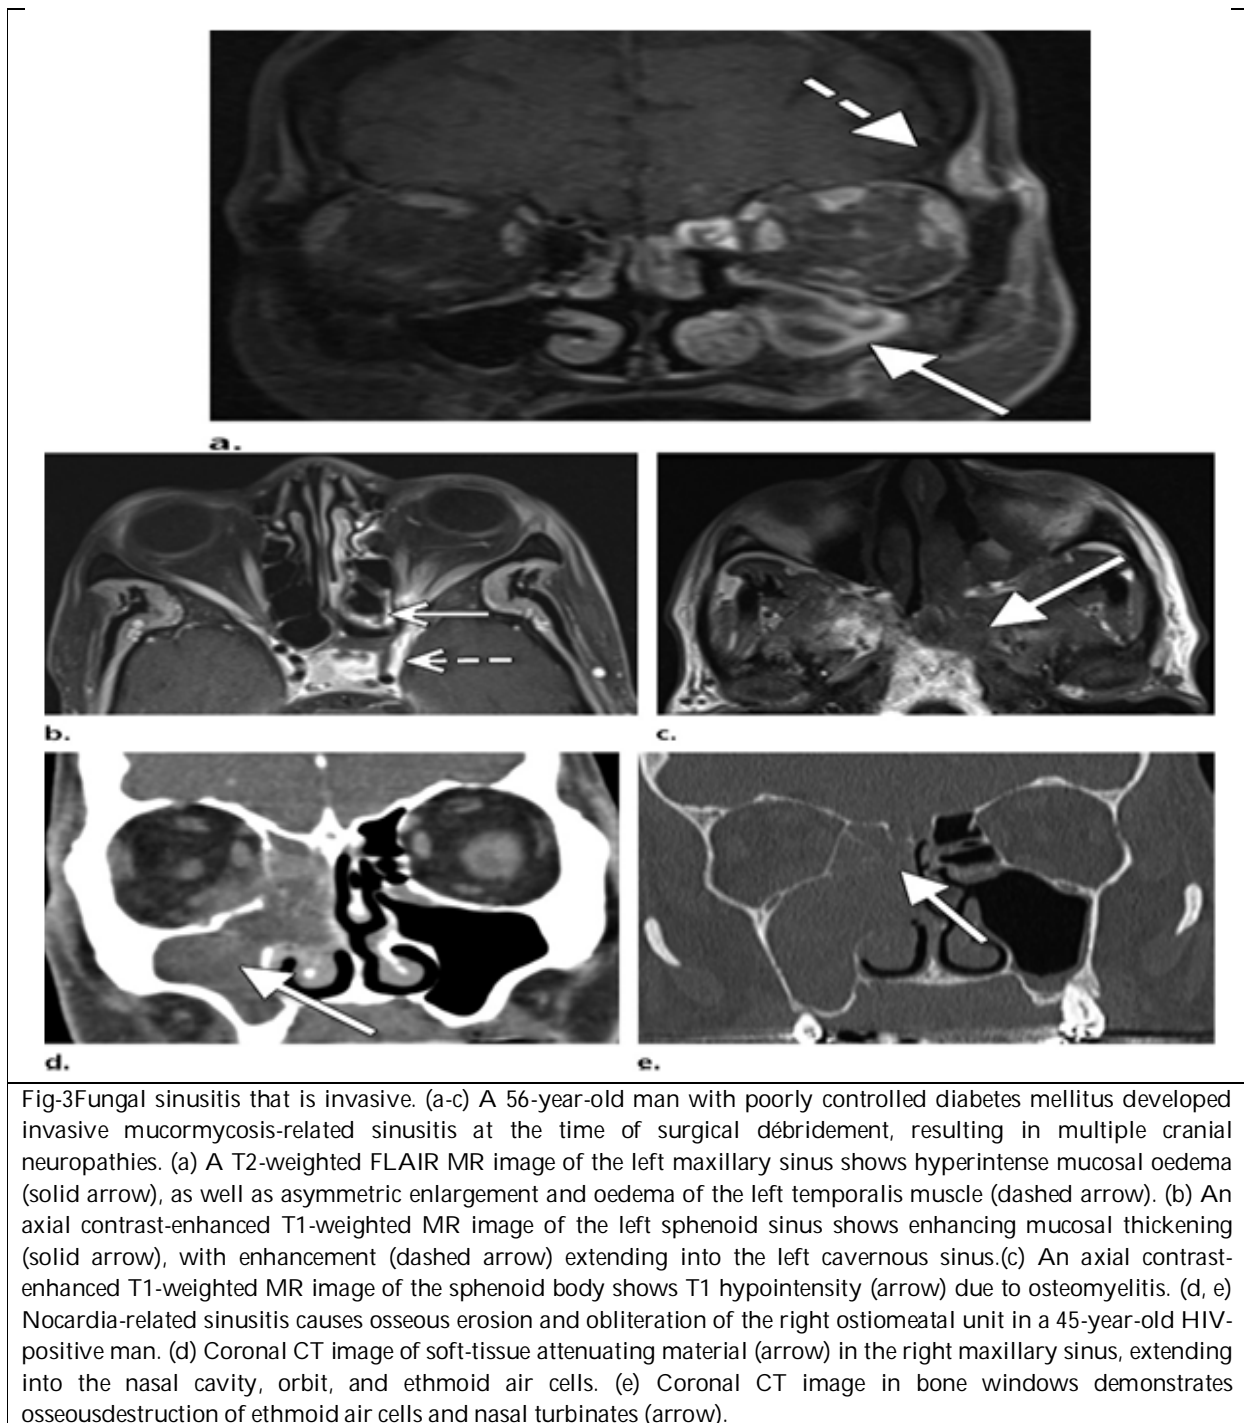 a.
b.
c.
d.
e.
Fig-3Fungal sinusitis that is invasive. (a-c) A 56-year-old man with poorly controlled diabetes mellitus developed
invasive mucormycosis-related sinusitis at the time of surgical débridement, resulting in multiple cranial
neuropathies. (a) A T2-weighted FLAIR MR image of the left maxillary sinus shows hyperintense mucosal oedema
(solid arrow), as well as asymmetric enlargement and oedema of the left temporalis muscle (dashed arrow). (b) An
axial contrast-enhanced T1-weighted MR image of the left sphenoid sinus shows enhancing mucosal thickening
(solid arrow), with enhancement (dashed arrow) extending into the left cavernous sinus.(c) An axial contrast-
enhanced T1-weighted MR image of the sphenoid body shows T1 hypointensity (arrow) due to osteomyelitis. (d, e)
Nocardia-related sinusitis causes osseous erosion and obliteration of the right ostiomeatal unit in a 45-year-old HIV-
positive man. (d) Coronal CT image of soft-tissue attenuating material (arrow) in the right maxillary sinus, extending
into the nasal cavity, orbit, and ethmoid air cells. (e) Coronal CT image in bone windows demonstrates
osseousdestruction of ethmoid air cells and nasal turbinates (arrow).